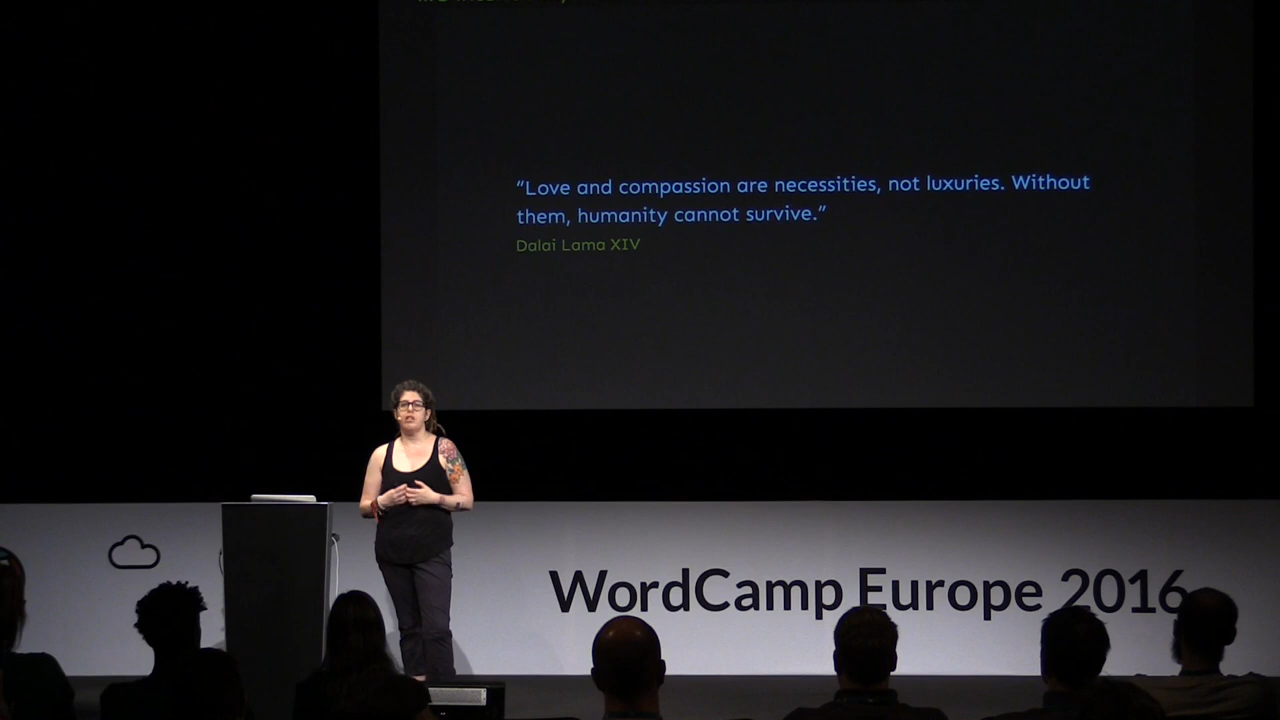 “Love and compassion are necessities, not luxuries. Without
them, humanity cannot survive.”
Dalai Lama XIV
WordCamp Europe 2016